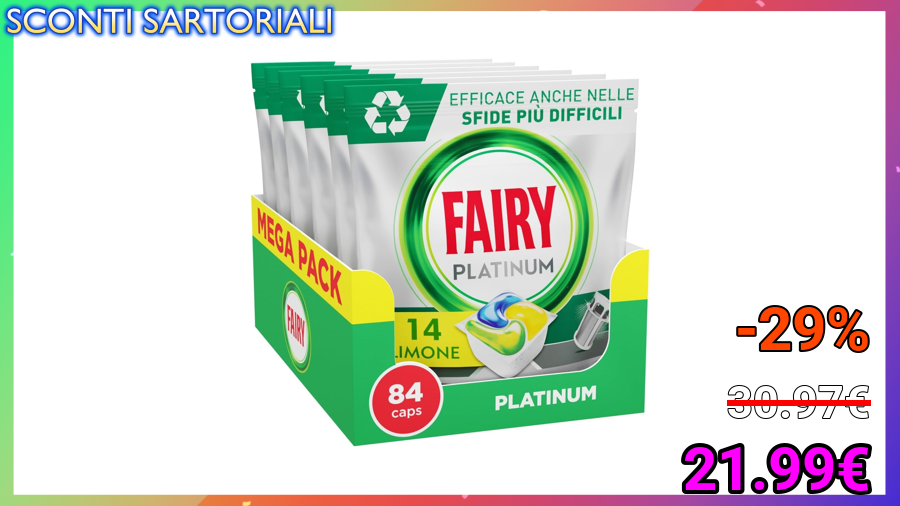 SCONTI SARTORIALI
EFFICACE ANCHE NELLE
SFIDE PIÙ DIFFICILI
FAIRY
PLATINUM
MEGA PACK
FAIRY
14
LIMONE
84
caps
PLATINUM
-29%
30.97€
21.99€